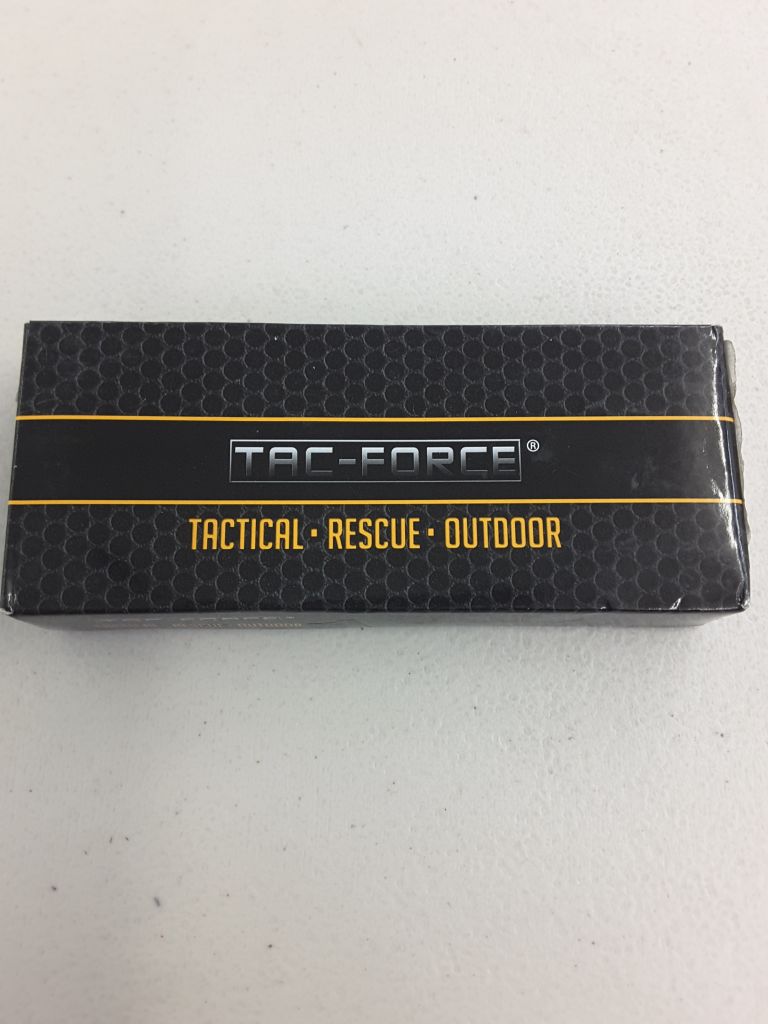 TAC-FORCE®
TACTICAL · RESCUE · OUTDOOR